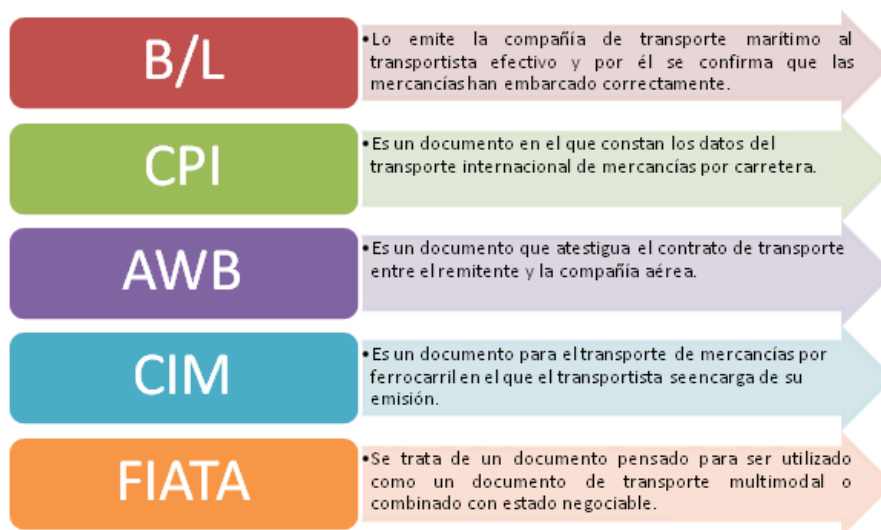 B/L
•Lo emite la compañía de transporte marítimo al
transportista efectivo y por él se confirma que las
mercancías han embarcado correctamente.
CPI
•Es un documento en el que constan los datos del
transporte internacional de mercancías por carretera.
AWB
•Es un documento que atestigua el contrato de transporte
entre el remitente y la compañía aérea.
CIM
•Es un documento para el transporte de mercancías por
ferrocarril en el que el transportista se encarga de su
emisión.
FIATA
•Se trata de un documento pensado para ser utilizado
como un documento de transporte multimodal o
combinado con estado negociable.